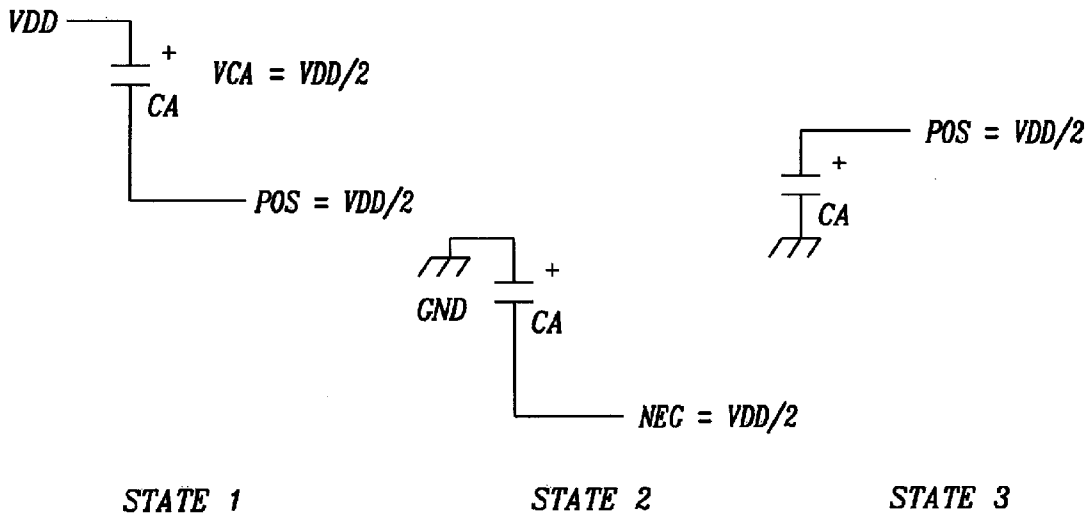 VDD
+
VCA = VDD/2
CA
POS = VDD/2
GND
+
CA
NEG = VDD/2
POS = VDD/2
+
CA
STATE 1
STATE 2
STATE 3